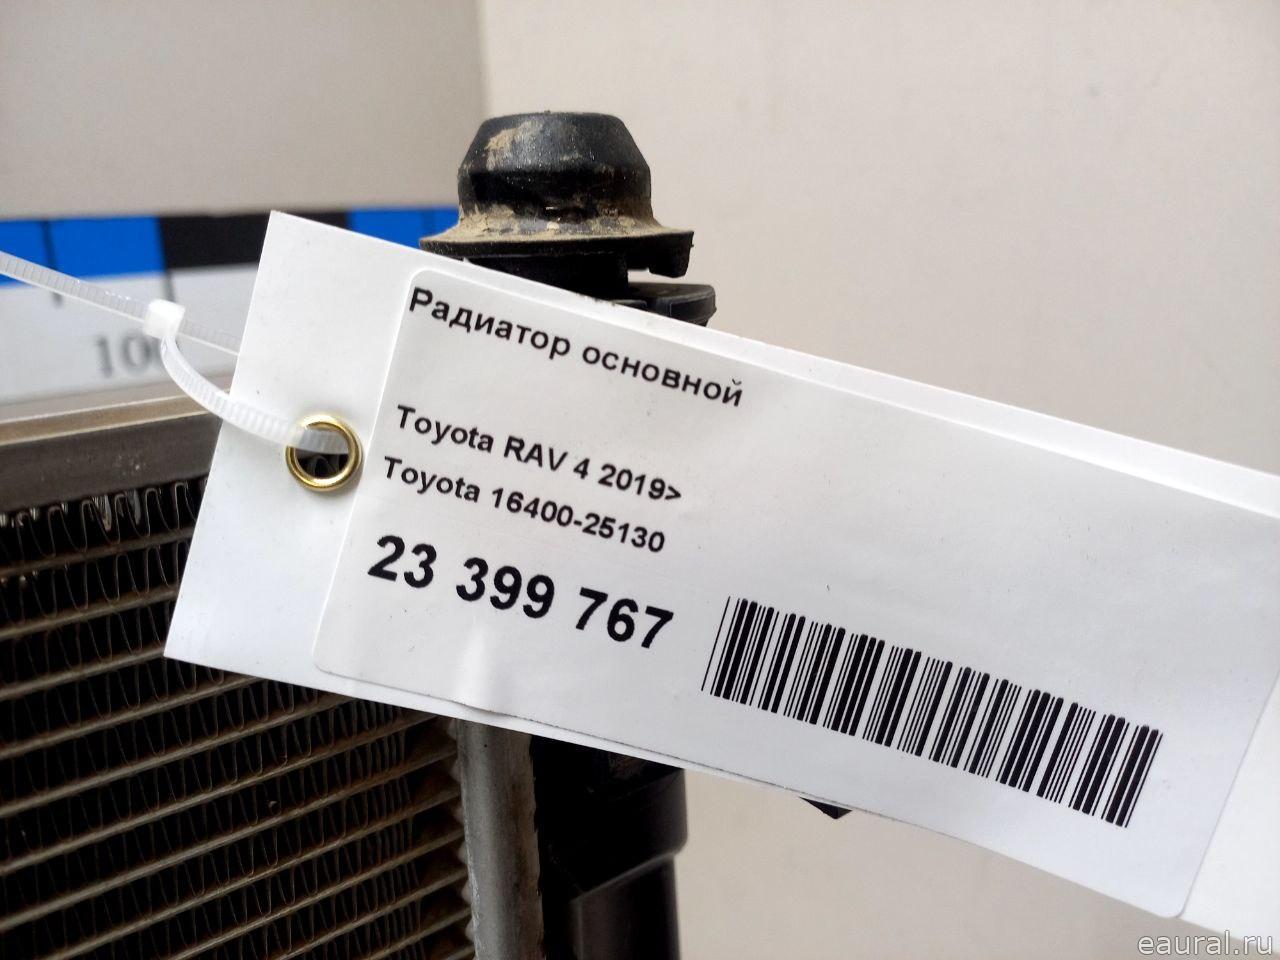 Радиатор основной
Toyota RAV 4 2019>
Toyota 16400-25130
23 399 767
eaural.ru